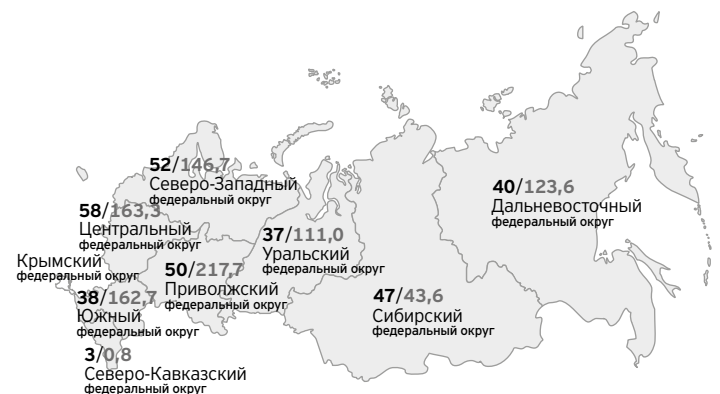 52/146,7
Северо-Западный
федеральный округ
40/123,6
Дальневосточный
федеральный округ
58/163,3
Центральный
федеральный округ
37/111,0
Уральский
федеральный округ
Крымский
федеральный округ
50/217,7
Приволжский
федеральный округ
38/162,7
Южный
федеральный округ
47/43,6
Сибирский
федеральный округ
3/0,8
Северо-Кавказский
федеральный округ